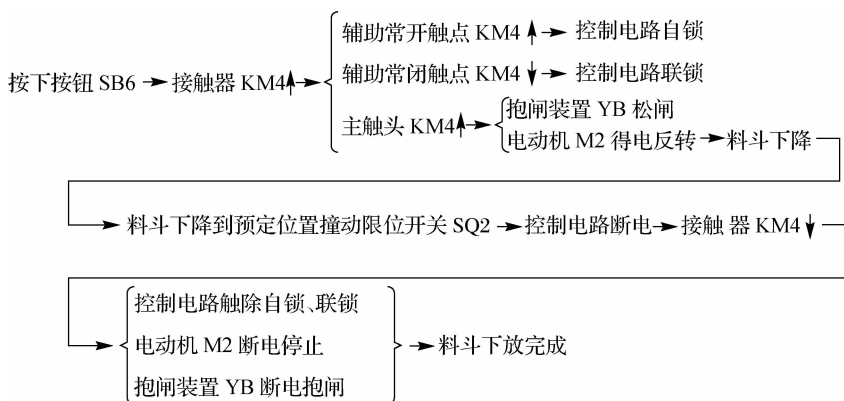 辅助常开触点 KM4 ↑ → 控制电路自锁
按下按钮 SB6 → 接触器 KM4 ↑ → 辅助常闭触点 KM4 ↓ → 控制电路联锁
主触头 KM4 ↑ → 抱闸装置 YB 松闸
电动机 M2 得电反转 → 料斗下降
→ 料斗下降到预定位置撞动限位开关 SQ2 → 控制电路断电 → 接触器 KM4 ↓
控制电路触除自锁、联锁
电动机 M2 断电停止 → 料斗下放完成
抱闸装置 YB 断电抱闸